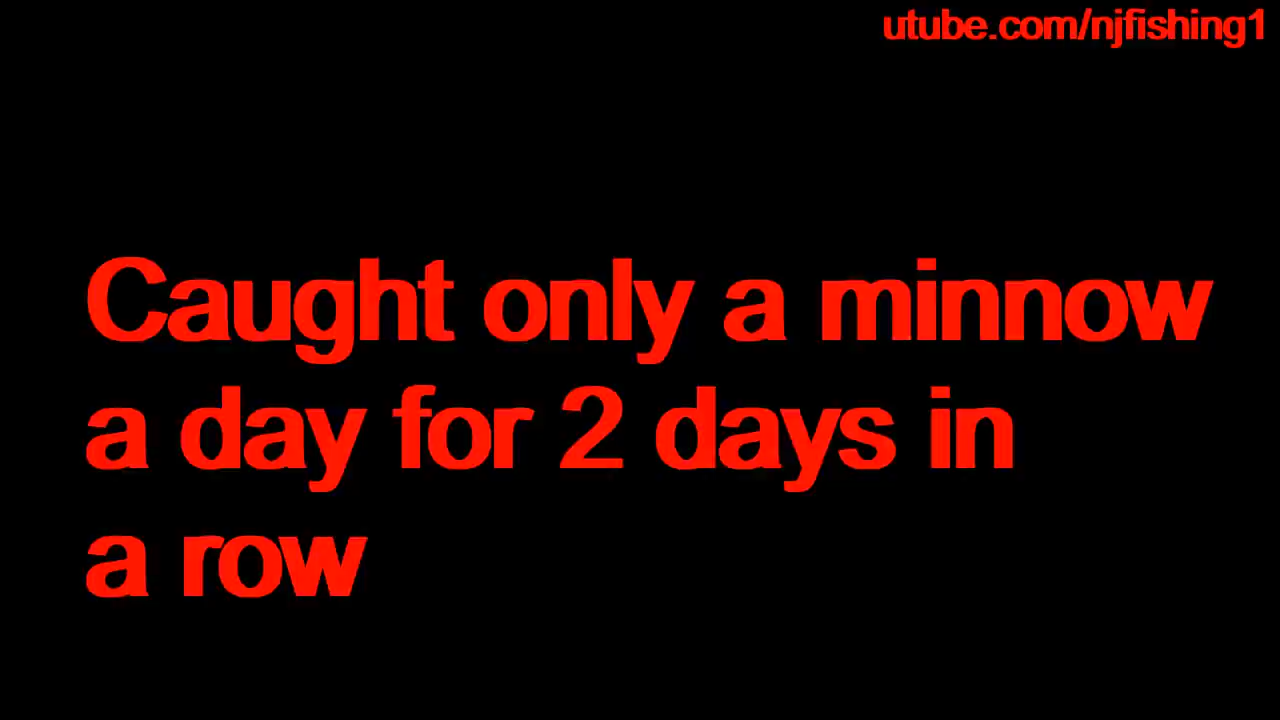 utube.com/njfishing1
Caught only a minnow
a day for 2 days in
a row